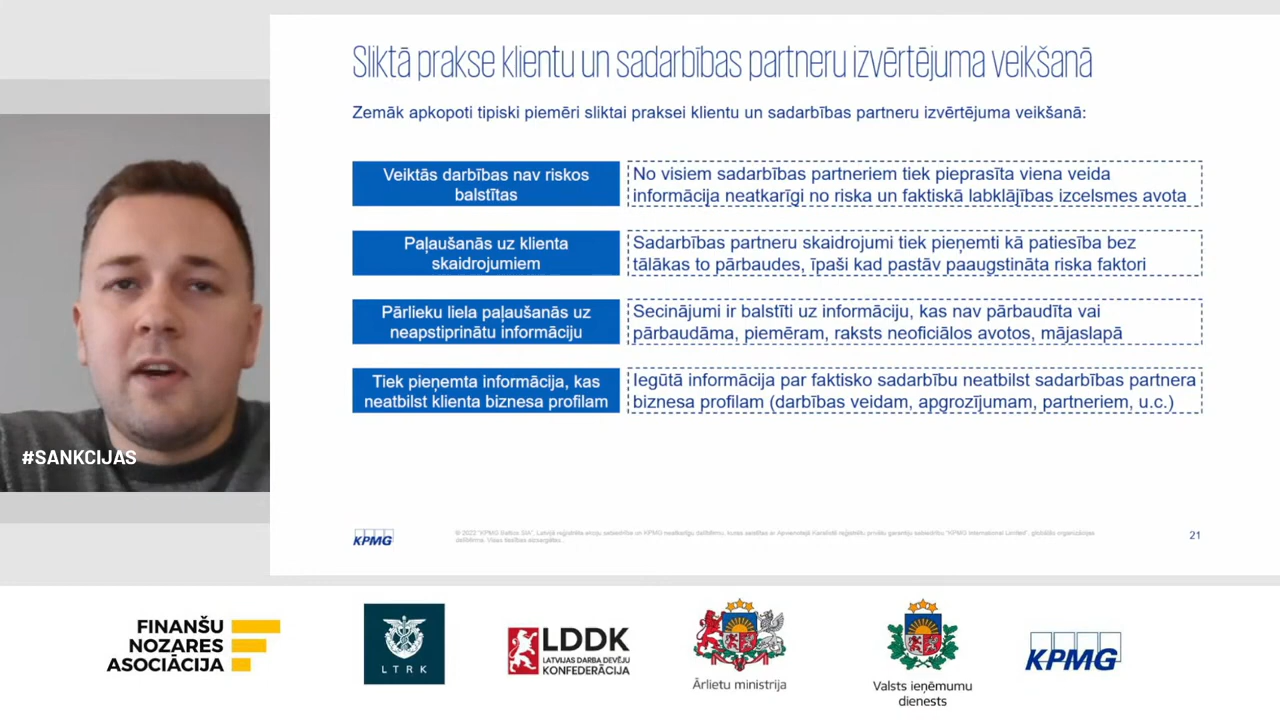 Sliktā prakse klientu un sadarbības partneru izvērtējuma veikšanā
Zemāk apkopoti tipiski piemēri sliktai praksei klientu un sadarbības partneru izvērtējuma veikšanā:
Veiktās darbības nav riskos
balstītas
No visiem sadarbības partneriem tiek pieprasīta viena veida
informācija neatkarīgi no riska un faktiskā labklājības izcelsmes avota
Paļaušanās uz klienta
skaidrojumiem
Sadarbības partneru skaidrojumi tiek pieņemti kā patiesība bez
tālākas to pārbaudes, īpaši kad pastāv paaugstināta riska faktori
Pārlieku liela paļaušanās uz
neapstiprinātu informāciju
Secinājumi ir balstīti uz informāciju, kas nav pārbaudīta vai
pārbaudāma, piemēram, raksts neoficiālos avotos, mājaslapā
Tiek pieņemta informācija, kas
neatbilst klienta biznesa profilam
Iegūtā informācija par faktisko sadarbību neatbilst sadarbības partnera
biznesa profilam (darbības veidam, apgrozījumam, partneriem, u.c.)
#SANKCIJAS
KPMG
© 2022 "KPMG Baltics SIA", Latvijā reģistrēta
21
FINANŠU
NOZARES
ASOCIĀCIJA
LTRK
LDDK
LATVIJAS DARBA DEVĒJU
KONFEDERĀCIJA
Ārlietu ministrija
Valsts ieņēmumu
dienests
KPMG